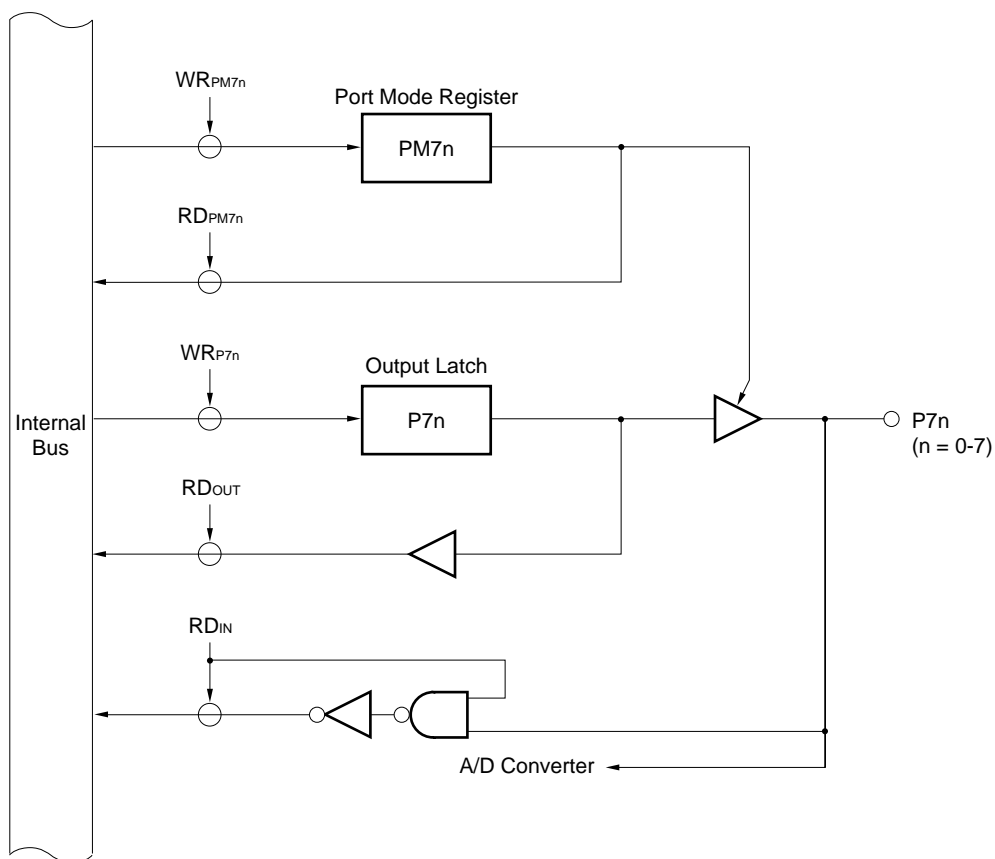 WRPM7n
Port Mode Register
PM7n
RDPM7n
WRP7n
Output Latch
Internal
Bus
P7n
P7n
(n = 0-7)
RDOUT
RDIN
A/D Converter